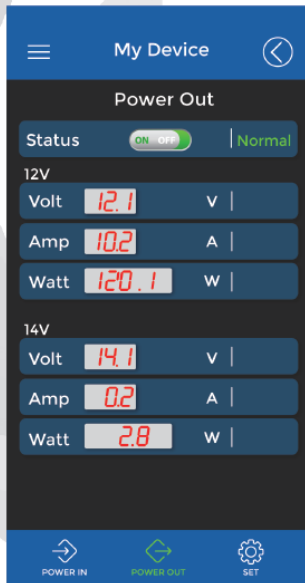 My Device
Power Out
Status ON OFF Normal
12V
Volt 12.1 V
Amp 10.2 A
Watt 120.1 W
14V
Volt 14.1 V
Amp 0.2 A
Watt 2.8 W
POWER IN POWER OUT SET